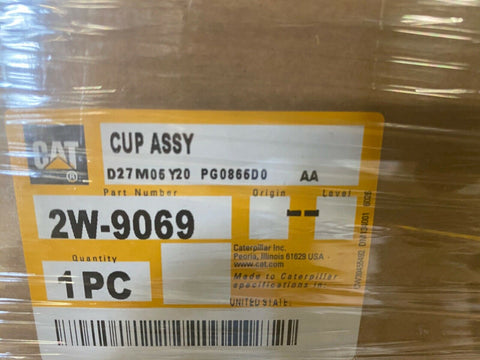 CAT®
CUP ASSY
D27M05Y20 PG0866D0 AA
Part Number Origin Level
2W-9069 --
Quantity
1 PC
Caterpillar Inc.
Peoria, Illinois 61629 USA
www.cat.com
Made to Caterpillar
specifications in:
UNITED STATE